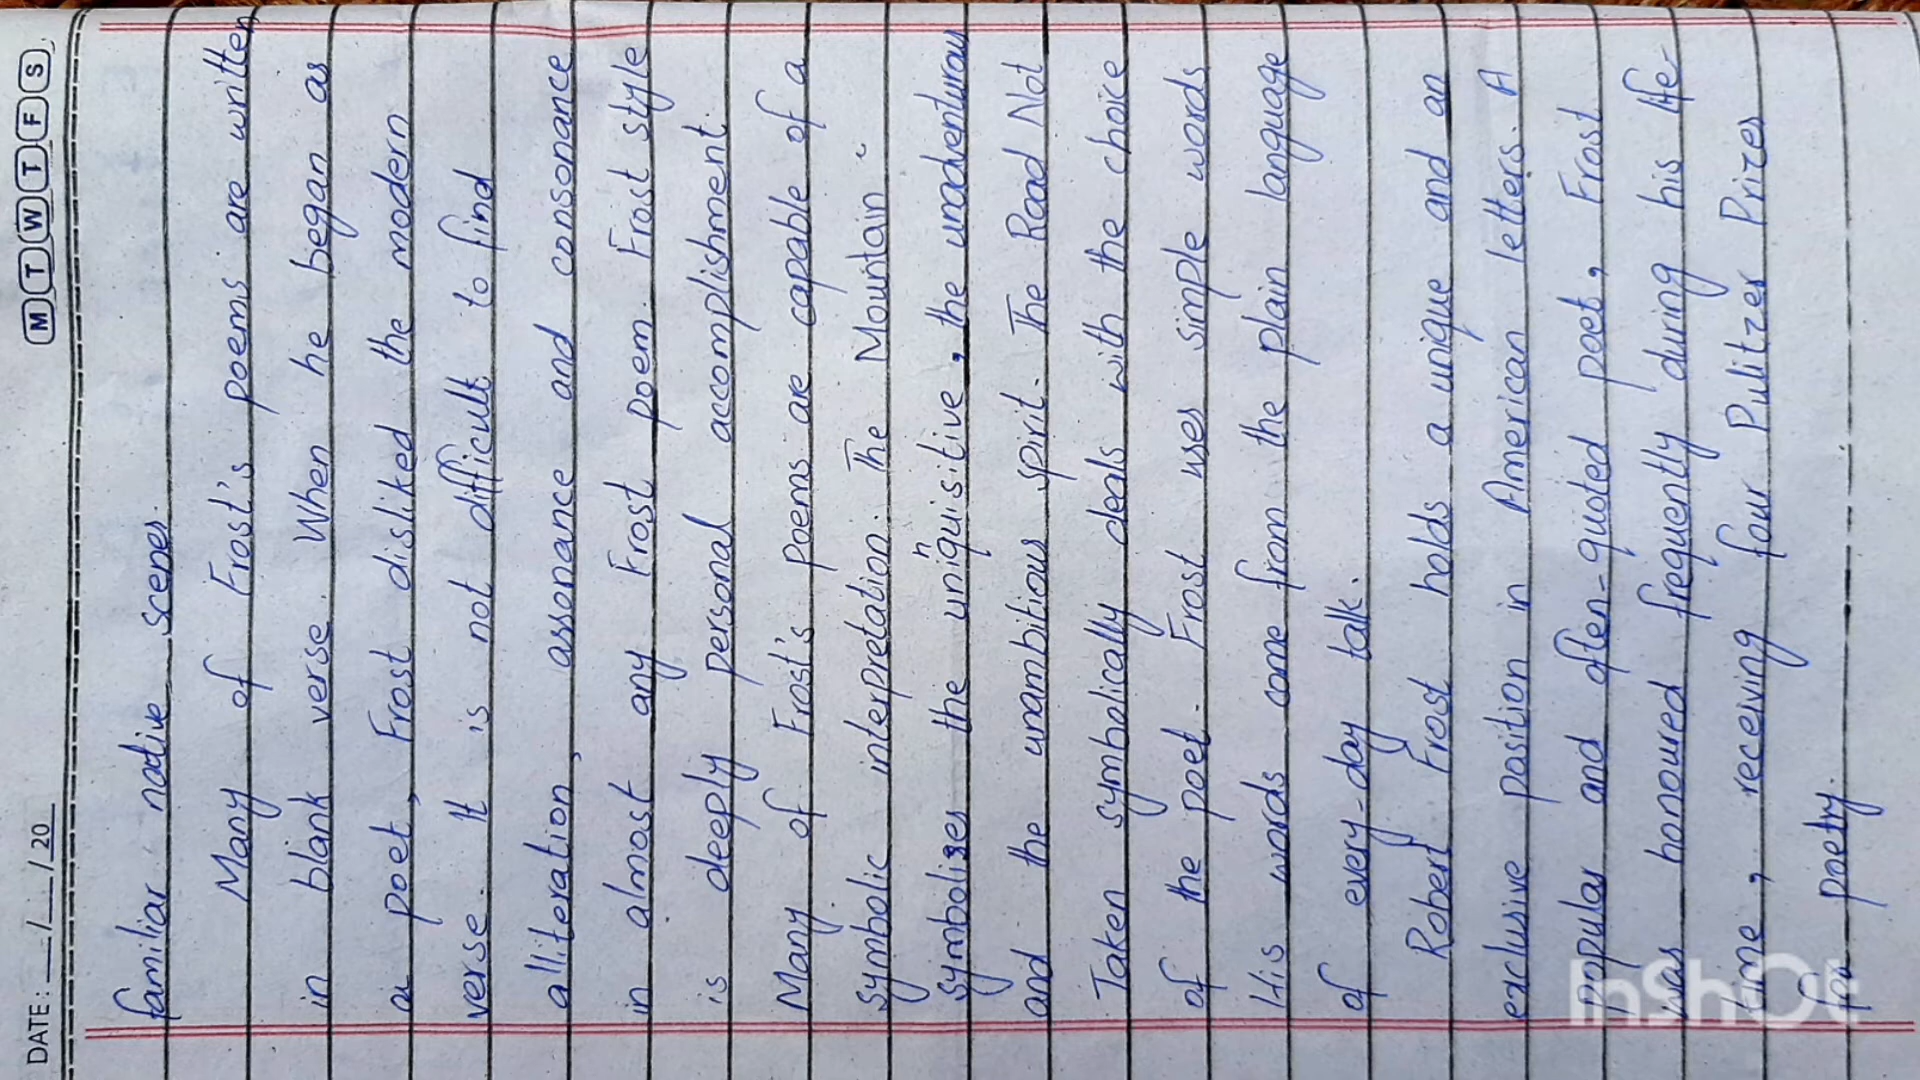 DATE: __/__/20
M T W T F S S
familiar native scenes.
Many of Frost's poems are written
in blank verse. When he began as
a poet, Frost disliked the modern
verse. It is not difficult to find
alliteration, assonance and consonance
in almost any Frost poem. Frost style
is deeply personal accomplishment.
Many of Frost's poems are capable of a
symbolic interpretation. The Mountain
symbolises the uninquisitive, the unadventurous
and the unambitious spirit. The Road Not
Taken symbolically deals with the choice
of the poet. Frost uses simple words
His words come from the plain language
of every-day talk.
Robert Frost holds a unique and an
exclusive position in American letters. A
popular and often-quoted poet, Frost
was honoured frequently during his life-
time, receiving four Pulitzer Prizes
for poetry.
InShOt